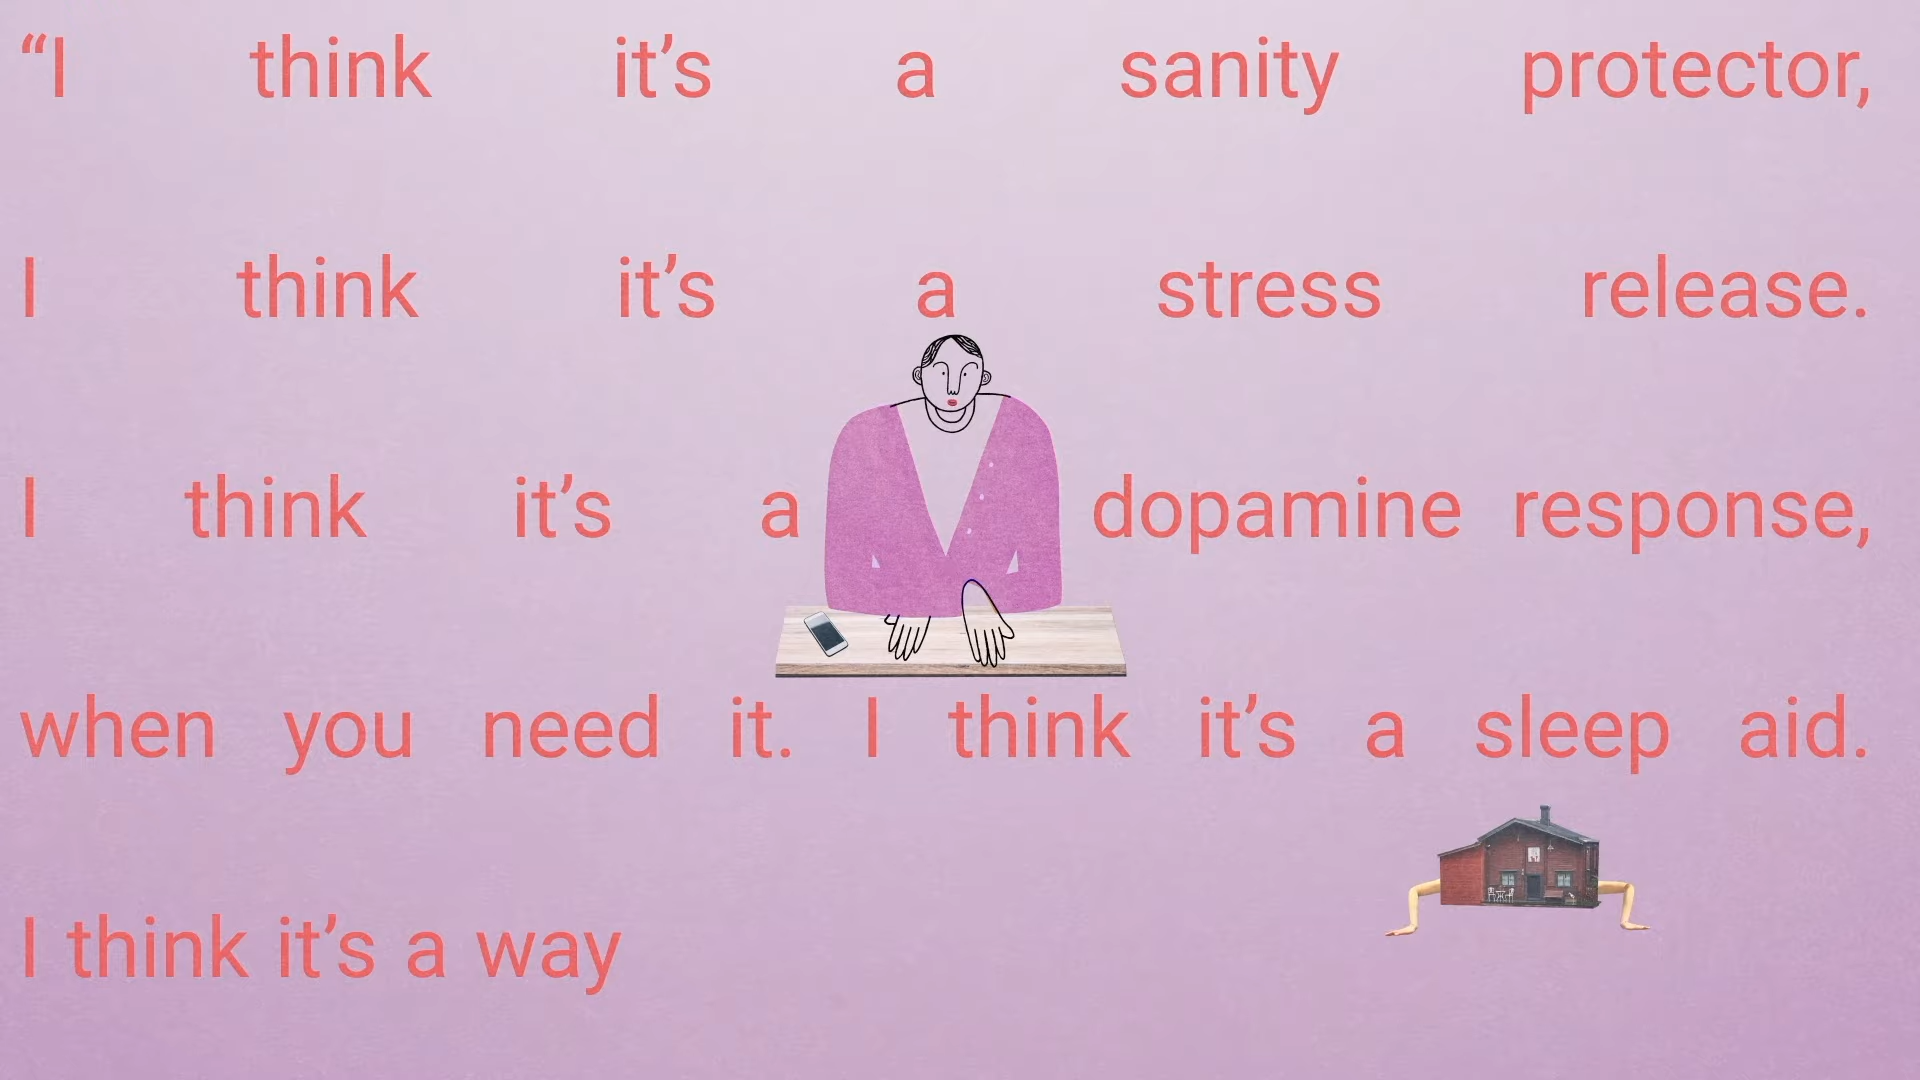 “I think it’s a sanity protector,
I think it’s a stress release.
I think it’s a dopamine response,
when you need it. I think it’s a sleep aid.
I think it’s a way